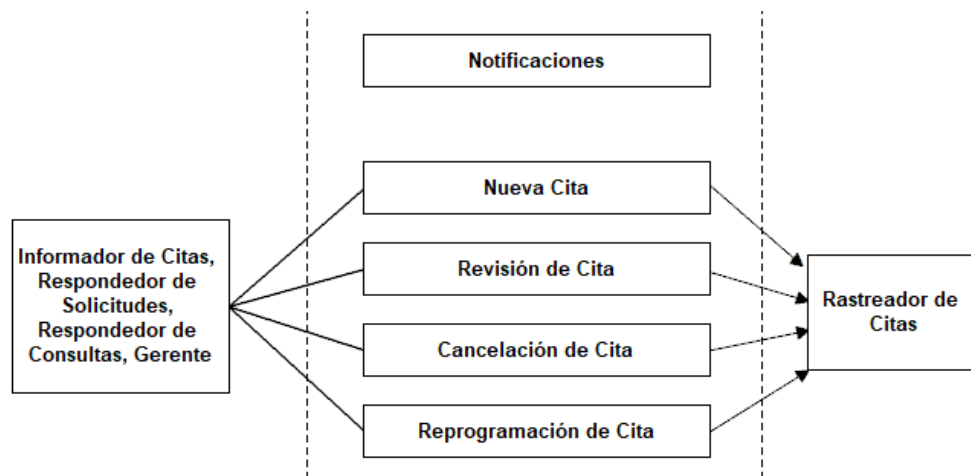 Notificaciones
Nueva Cita
Informador de Citas,
Respondedor de
Solicitudes,
Respondedor de
Consultas, Gerente
Revisión de Cita
Cancelación de Cita
Reprogramación de Cita
Rastreador de
Citas